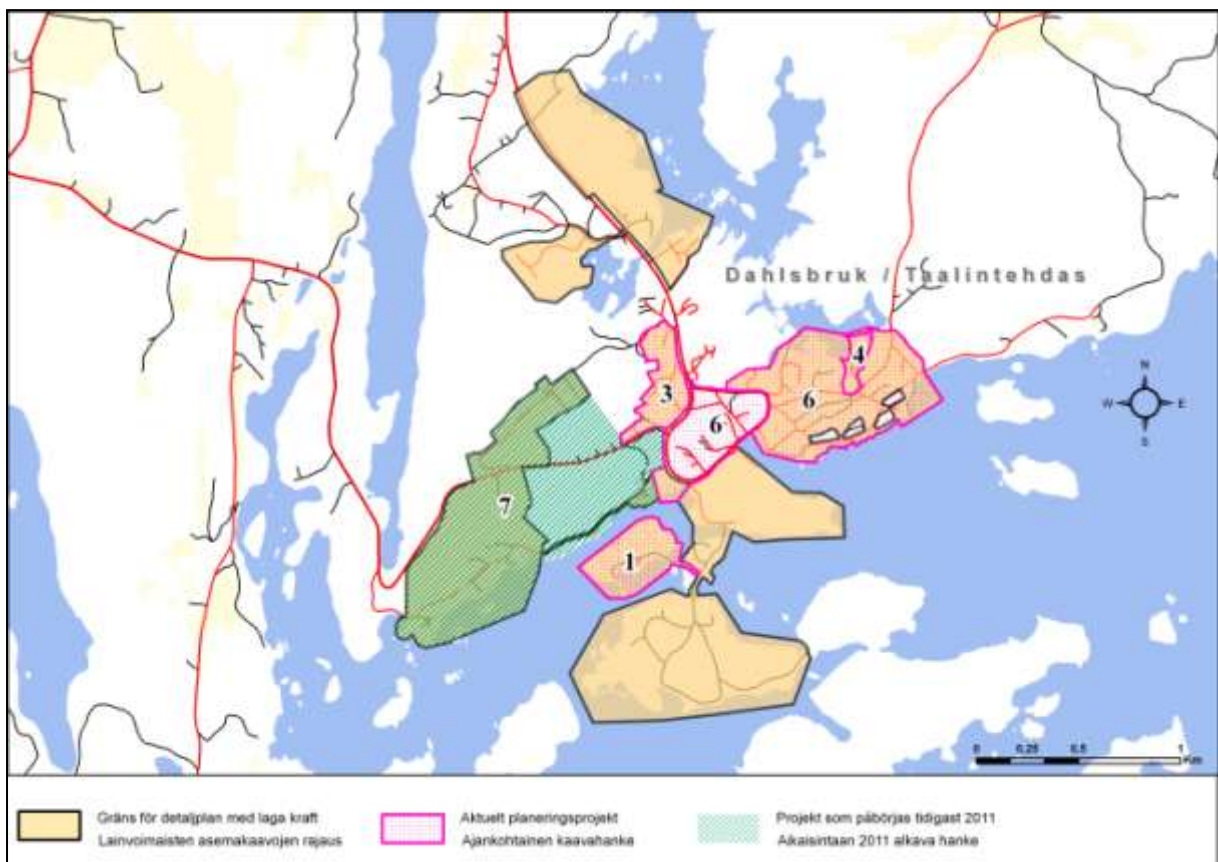 Dahlsbruk / Taalintehdas
4
3
6
6
7
1
N
W E
S
0 0,25 0,5 1
Km
Gräns för detaljplan med laga kraft
Lainvoimaisten asemakaavojen rajaus
Aktuelt planeringsprojekt
Ajankohtainen kaavahanke
Projekt som påbörjas tidigast 2011
Aikaisintaan 2011 alkava hanke